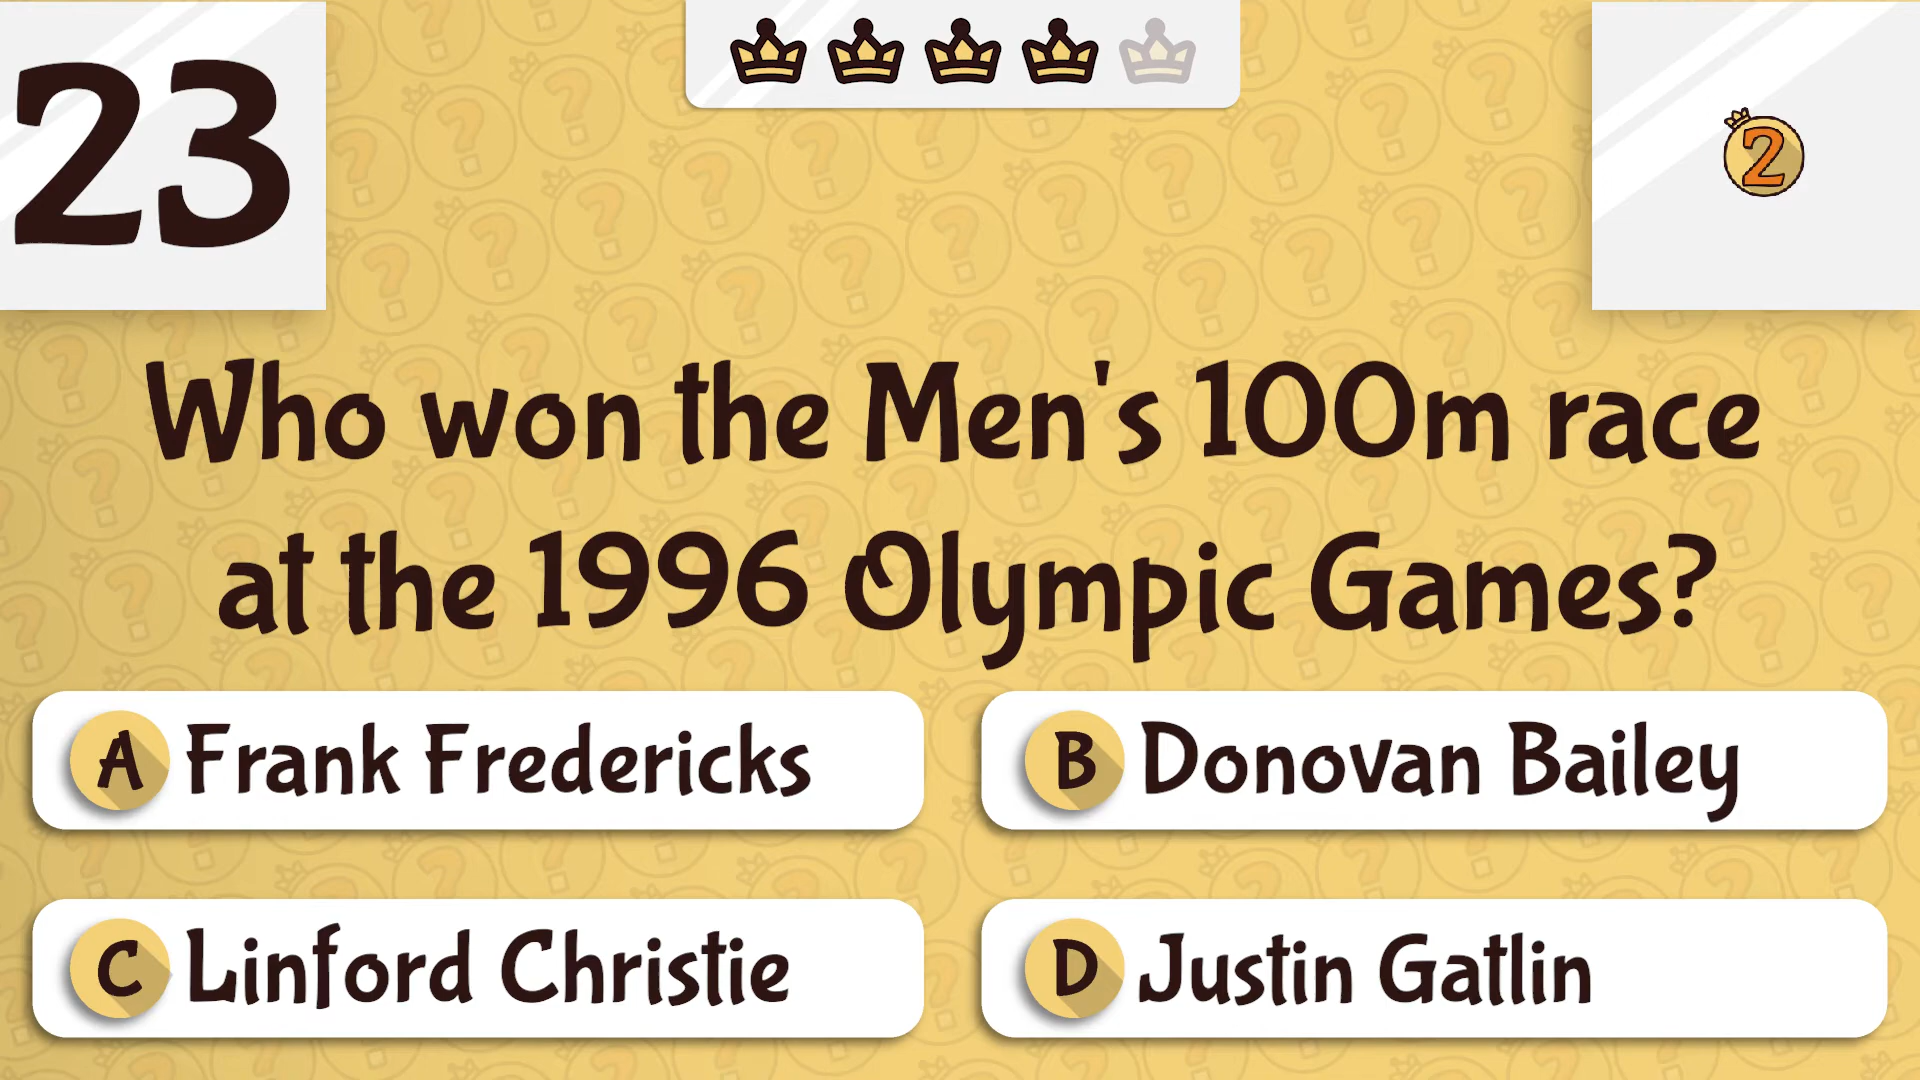 23
2
Who won the Men's 100m race
at the 1996 Olympic Games?
A Frank Fredericks
B Donovan Bailey
C Linford Christie
D Justin Gatlin